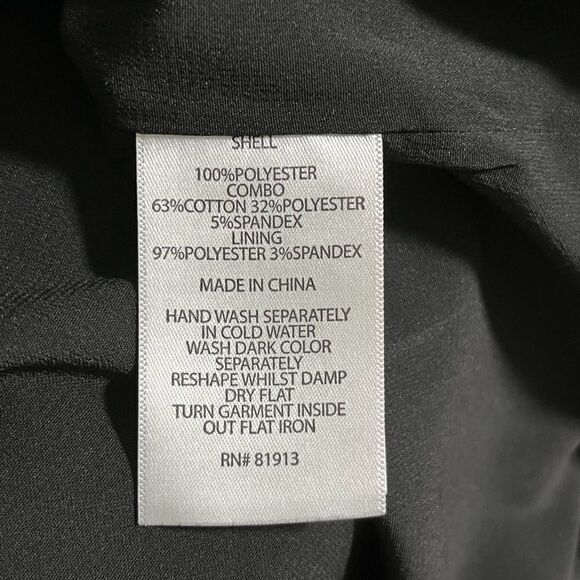 SHELL
100%POLYESTER
COMBO
63%COTTON 32%POLYESTER
5%SPANDEX
LINING
97%POLYESTER 3%SPANDEX
MADE IN CHINA
HAND WASH SEPARATELY
IN COLD WATER
WASH DARK COLOR
SEPARATELY
RESHAPE WHILST DAMP
DRY FLAT
TURN GARMENT INSIDE
OUT FLAT IRON
RN# 81913